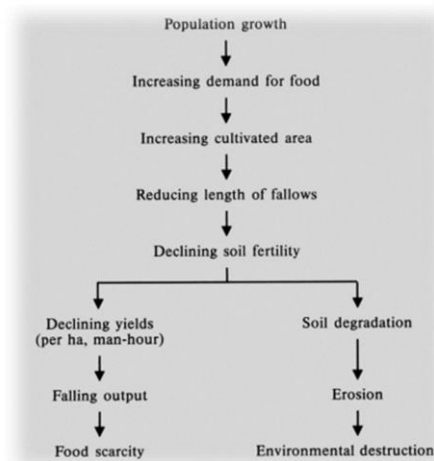 Population growth
Increasing demand for food
Increasing cultivated area
Reducing length of fallows
Declining soil fertility
Declining yields
(per ha, man-hour)
Soil degradation
Falling output
Erosion
Food scarcity
Environmental destruction